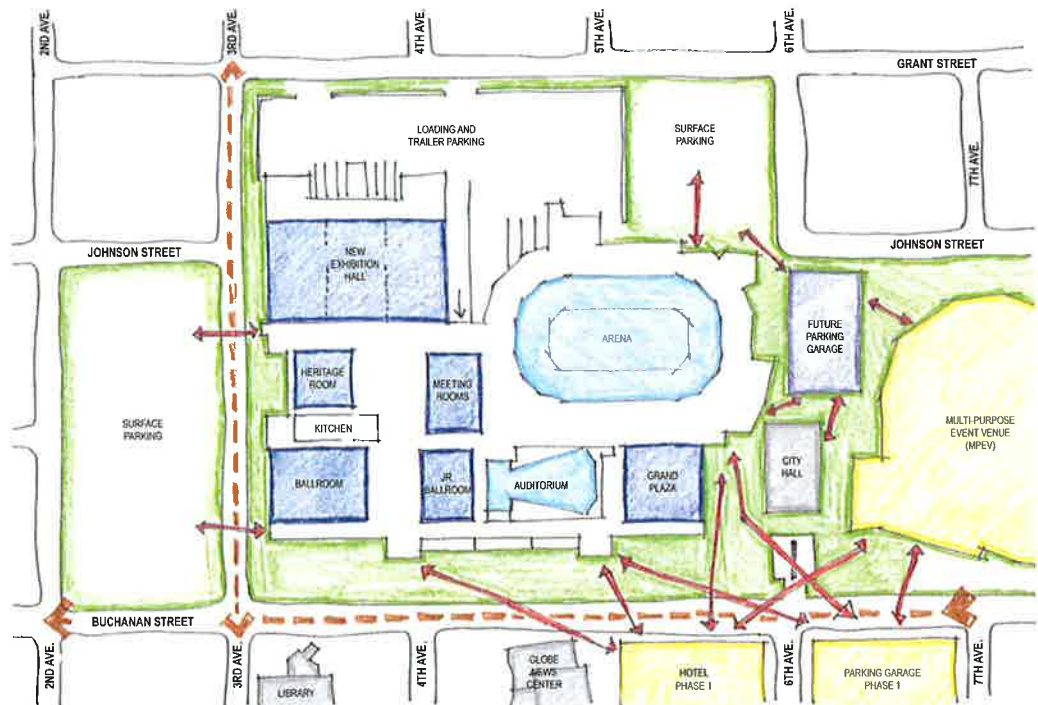 2ND AVE.
3RD AVE.
4TH AVE.
5TH AVE.
6TH AVE.
GRANT STREET
7TH AVE.
LOADING AND
TRAILER PARKING
SURFACE
PARKING
JOHNSON STREET
JOHNSON STREET
NEW
EXHIBITION
HALL
ARENA
FUTURE
PARKING
GARAGE
HERITAGE
ROOM
MEETING
ROOMS
KITCHEN
SURFACE
PARKING
MULTI-PURPOSE
EVENT VENUE
(MPEV)
BALLROOM
JR.
BALLROOM
AUDITORIUM
GRAND
PLAZA
CITY
HALL
BUCHANAN STREET
2ND AVE.
3RD AVE.
4TH AVE.
6TH AVE.
7TH AVE.
LIBRARY
GLOBE
NEWS
CENTER
HOTEL
PHASE I
PARKING GARAGE
PHASE 1